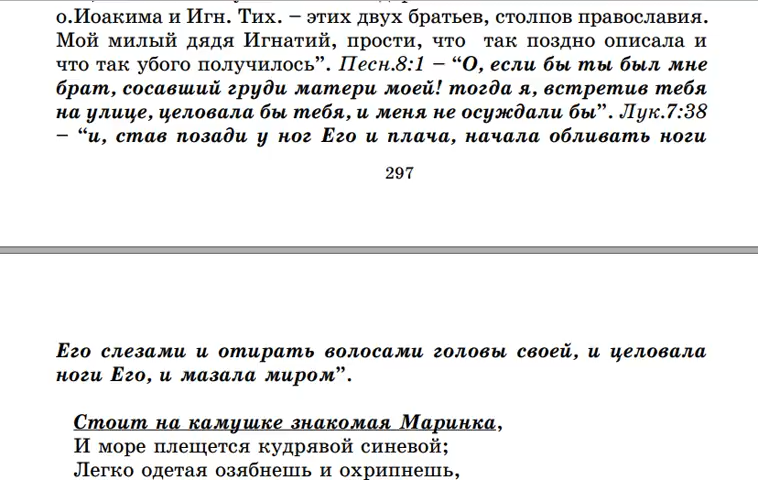 о.Иоакима и Игн. Тих. – этих двух братьев, столпов православия.
Мой милый дядя Игнатий, прости, что так поздно описала и
что так убого получилось”. Песн.8:1 – “О, если бы ты был мне
брат, сосавший груди матери моей! тогда я, встретив тебя
на улице, целовала бы тебя, и меня не осуждали бы”. Лук.7:38
– “и, став позади у ног Его и плача, начала обливать ноги
297
Его слезами и отирать волосами головы своей, и целовала
ноги Его, и мазала миром”.
Стоит на камушке знакомая Маринка,
И море плещется кудрявой синевой;
Легко одетая озябнешь и охрипнешь,